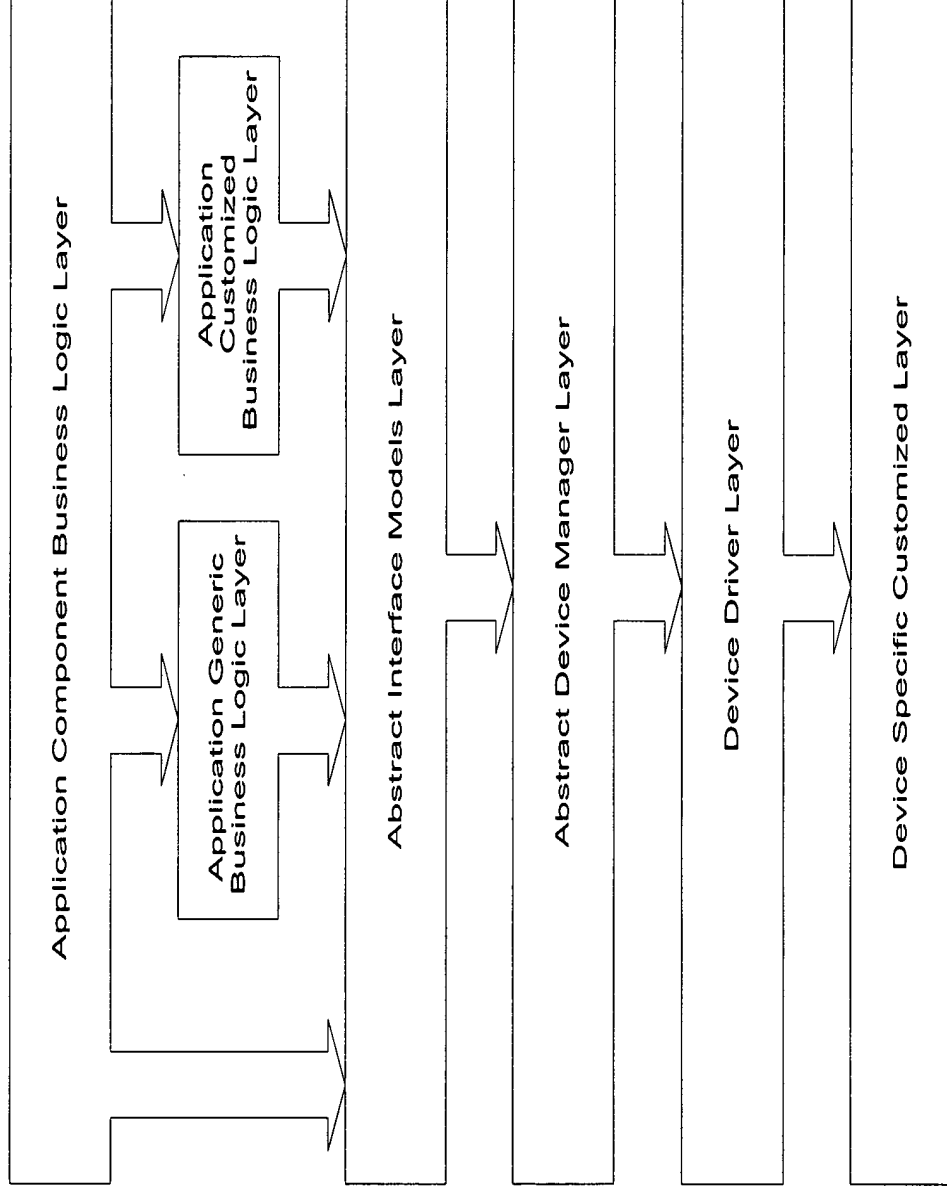 Application Component Business Logic Layer
Application Generic
Business Logic Layer
Application
Customized
Business Logic Layer
Abstract Interface Models Layer
Abstract Device Manager Layer
Device Driver Layer
Device Specific Customized Layer